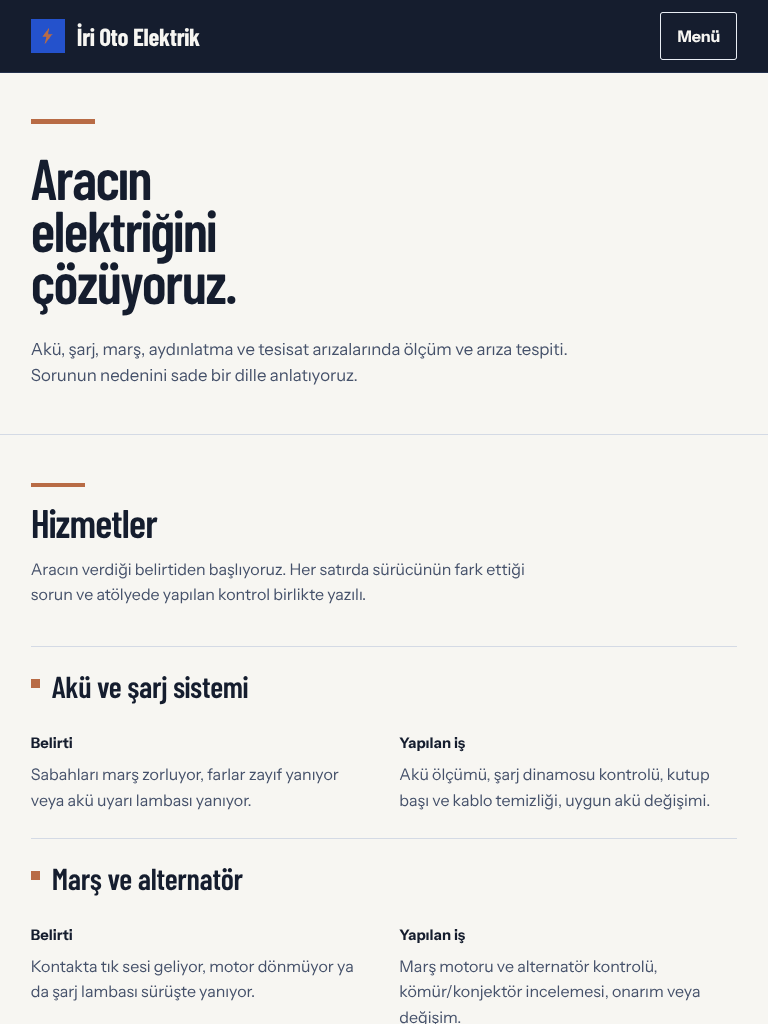 İri Oto Elektrik
Menü
Aracın
elektriğini
çözüyoruz.
Akü, şarj, marş, aydınlatma ve tesisat arızalarında ölçüm ve arıza tespiti.
Sorunun nedenini sade bir dille anlatıyoruz.
Hizmetler
Aracın verdiği belirtiden başlıyoruz. Her satırda sürücünün fark ettiği
sorun ve atölyede yapılan kontrol birlikte yazılı.
Akü ve şarj sistemi
Belirti
Sabahları marş zorluyor, farlar zayıf yanıyor
veya akü uyarı lambası yanıyor.
Yapılan iş
Akü ölçümü, şarj dinamosu kontrolü, kutup
başı ve kablo temizliği, uygun akü değişimi.
Marş ve alternatör
Belirti
Kontakta tık sesi geliyor, motor dönmüyor ya
da şarj lambası sürüşte yanıyor.
Yapılan iş
Marş motoru ve alternatör kontrolü,
kömür/konjektör incelemesi, onarım veya
değişim.